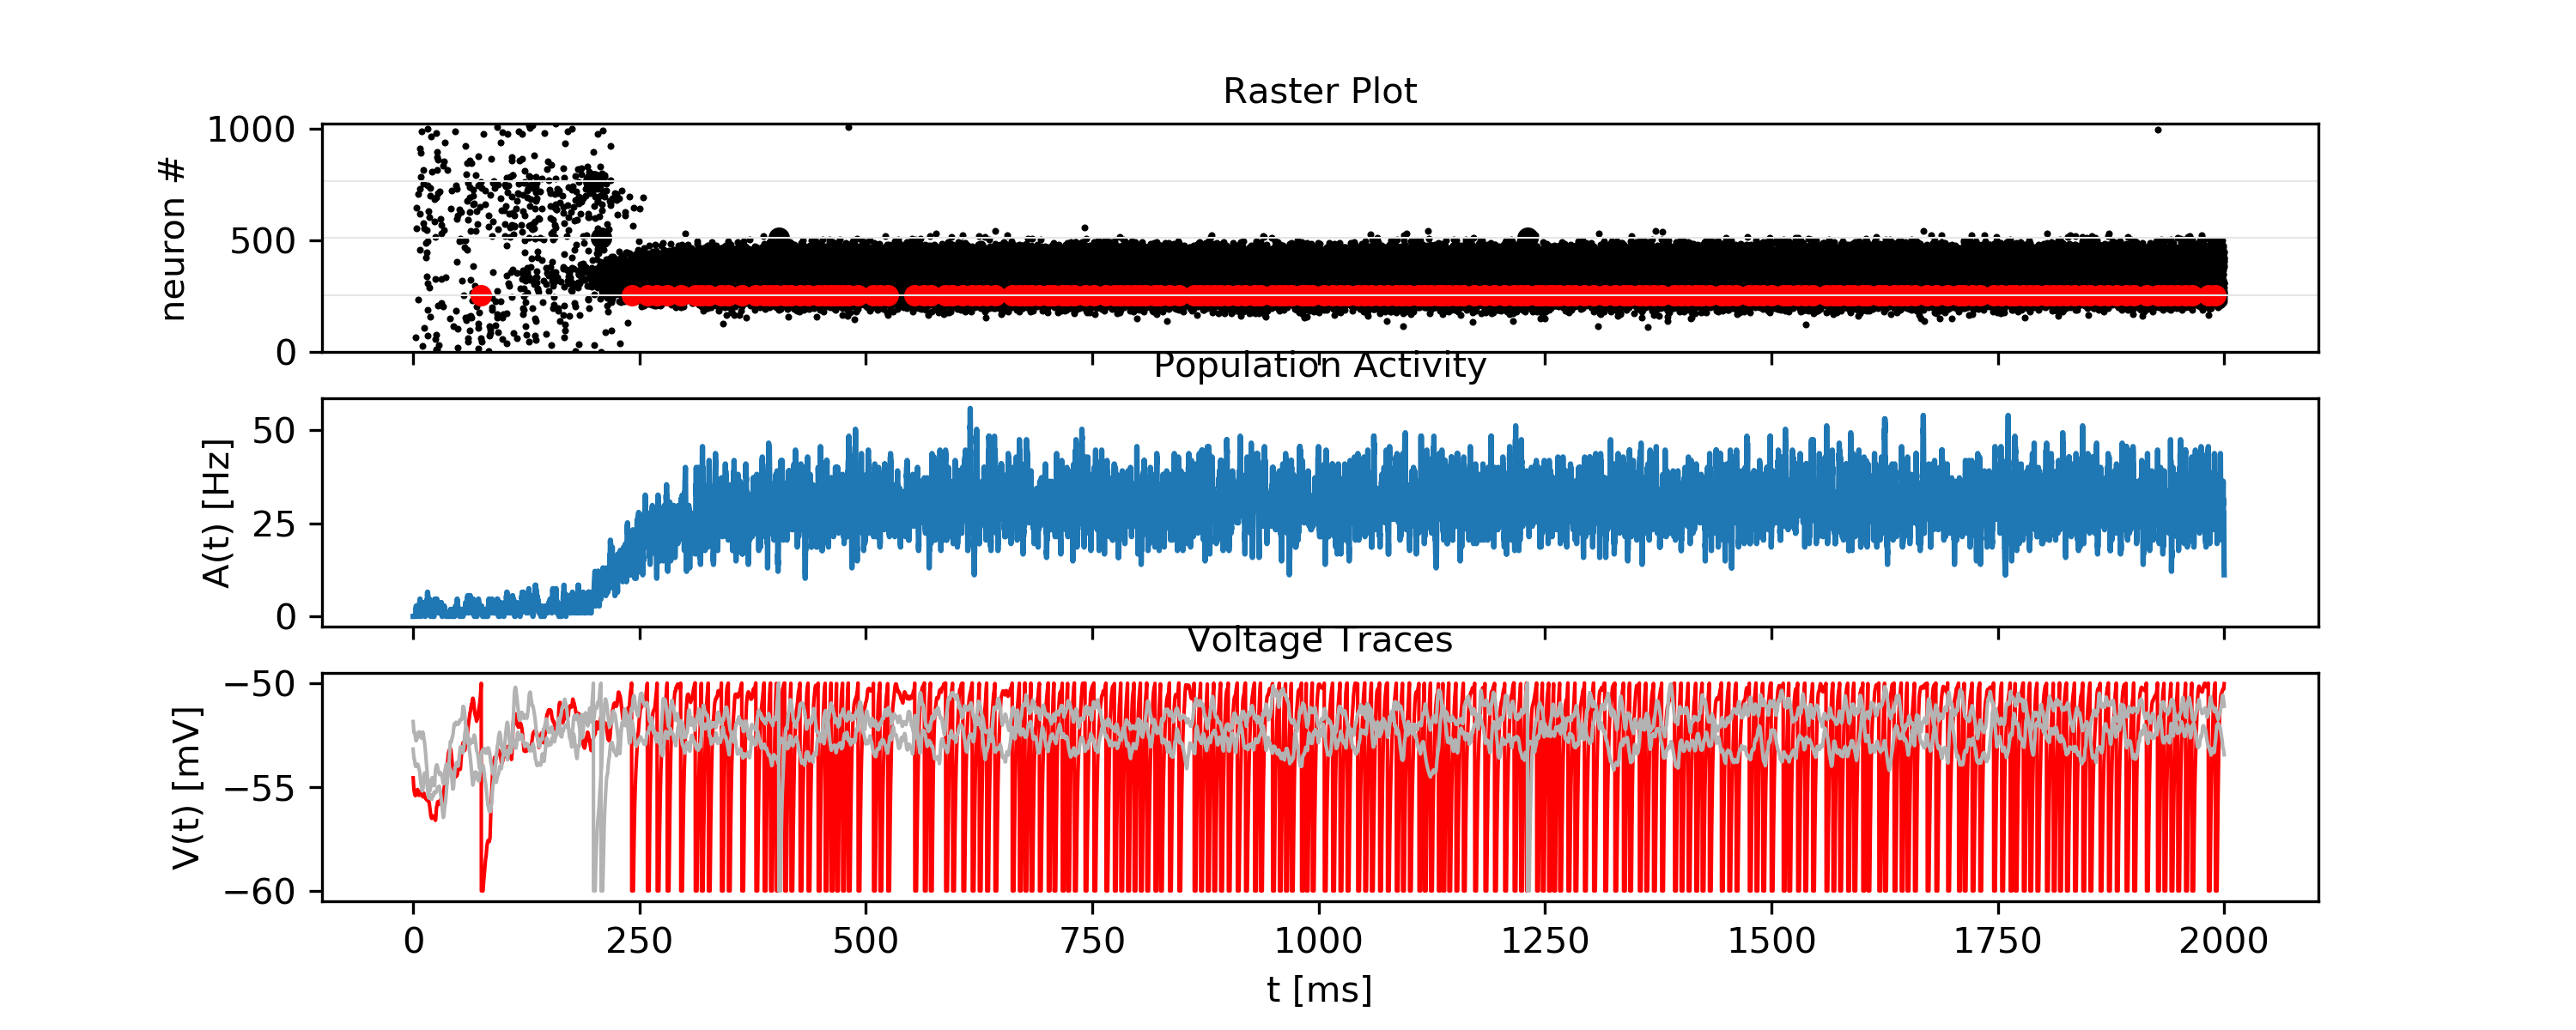 Raster Plot
1000
500
0
neuron #
Population Activity
50
25
0
A(t) [Hz]
Voltage Traces
−50
−55
−60
V(t) [mV]
0 250 500 750 1000 1250 1500 1750 2000
t [ms]